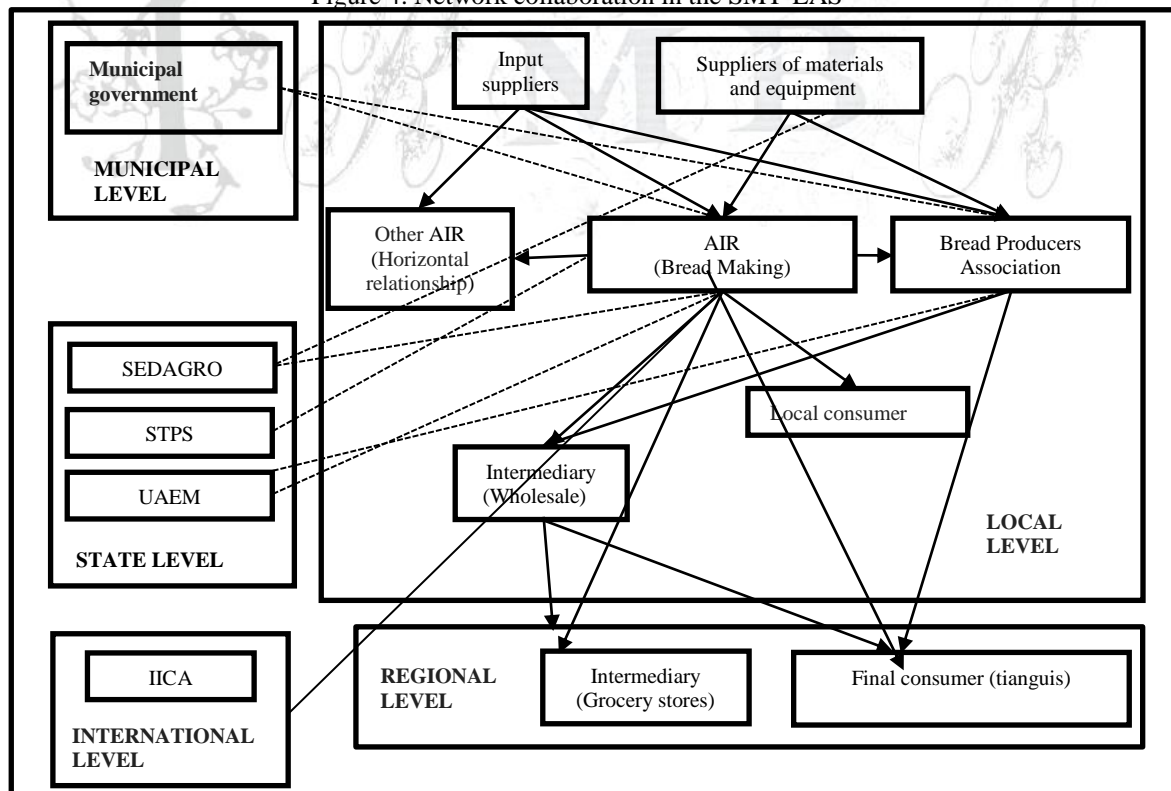 Figure 4. Network collaboration in the SMT LAS
Municipal
government
MUNICIPAL
LEVEL
Input
suppliers
Suppliers of materials
and equipment
Other AIR
(Horizontal
relationship)
AIR
(Bread Making)
Bread Producers
Association
SEDAGRO
STPS
UAEM
STATE LEVEL
Local consumer
Intermediary
(Wholesale)
LOCAL
LEVEL
IICA
INTERNATIONAL
LEVEL
REGIONAL
LEVEL
Intermediary
(Grocery stores)
Final consumer (tianguis)